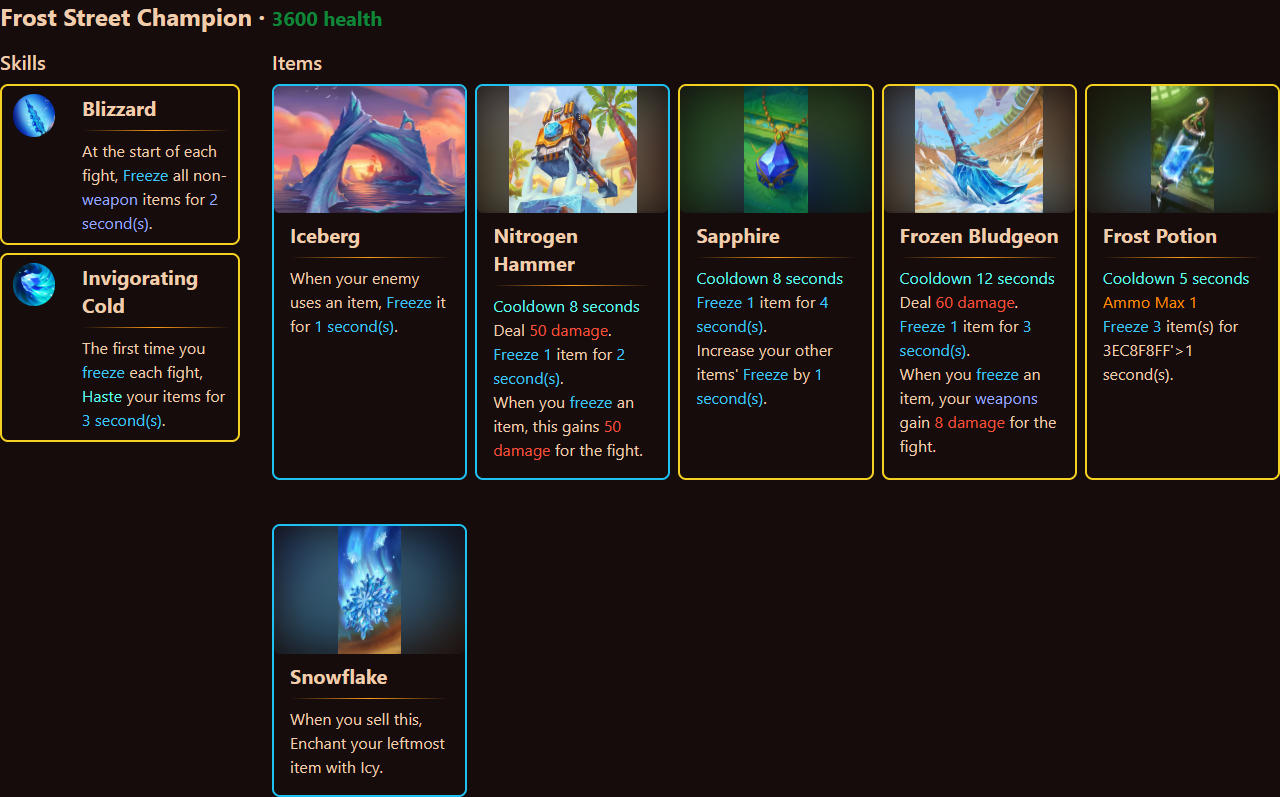 Frost Street Champion · 3600 health
Skills
Blizzard
At the start of each
fight, Freeze all non-
weapon items for 2
second(s).
Invigorating
Cold
The first time you
freeze each fight,
Haste your items for
3 second(s).
Items
Iceberg
When your enemy
uses an item, Freeze it
for 1 second(s).
Nitrogen
Hammer
Cooldown 8 seconds
Deal 50 damage.
Freeze 1 item for 2
second(s).
When you freeze an
item, this gains 50
damage for the fight.
Sapphire
Cooldown 8 seconds
Freeze 1 item for 4
second(s).
Increase your other
items' Freeze by 1
second(s).
Frozen Bludgeon
Cooldown 12 seconds
Deal 60 damage.
Freeze 1 item for 3
second(s).
When you freeze an
item, your weapons
gain 8 damage for the
fight.
Frost Potion
Cooldown 5 seconds
Ammo Max 1
Freeze 3 item(s) for
3EC8F8FF'>1
second(s).
Snowflake
When you sell this,
Enchant your leftmost
item with Icy.